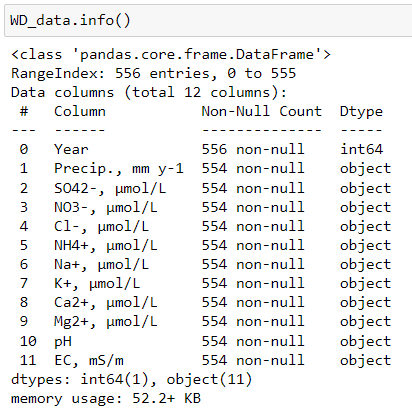 WD_data.info()
<class 'pandas.core.frame.DataFrame'>
RangeIndex: 556 entries, 0 to 555
Data columns (total 12 columns):
 #   Column           Non-Null Count  Dtype
---  ------           --------------  -----
 0   Year             556 non-null    int64
 1   Precip., mm y-1  554 non-null    object
 2   SO42-, µmol/L    554 non-null    object
 3   NO3-, µmol/L     554 non-null    object
 4   Cl-, µmol/L      554 non-null    object
 5   NH4+, µmol/L     554 non-null    object
 6   Na+, µmol/L      554 non-null    object
 7   K+, µmol/L       554 non-null    object
 8   Ca2+, µmol/L     554 non-null    object
 9   Mg2+, µmol/L     554 non-null    object
 10  pH               554 non-null    object
 11  EC, mS/m         554 non-null    object
dtypes: int64(1), object(11)
memory usage: 52.2+ KB